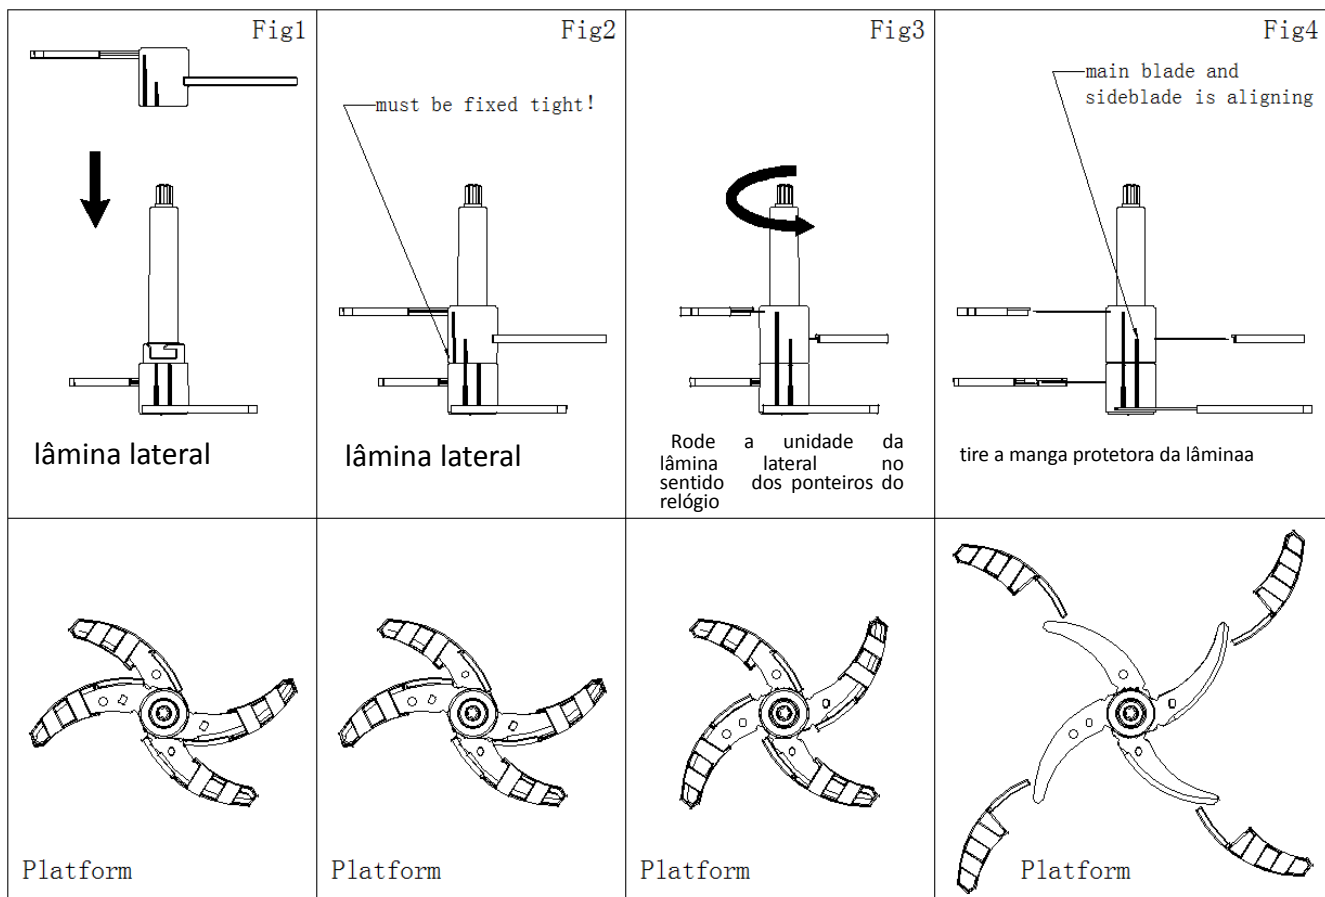 Fig1
Fig2
Fig3
Fig4
must be fixed tight!
main blade and
sideblade is aligning
lâmina lateral
lâmina lateral
Rode a unidade da
lâmina lateral no
sentido dos ponteiros do
relógio
tire a manga protetora da lâminaa
Platform
Platform
Platform
Platform